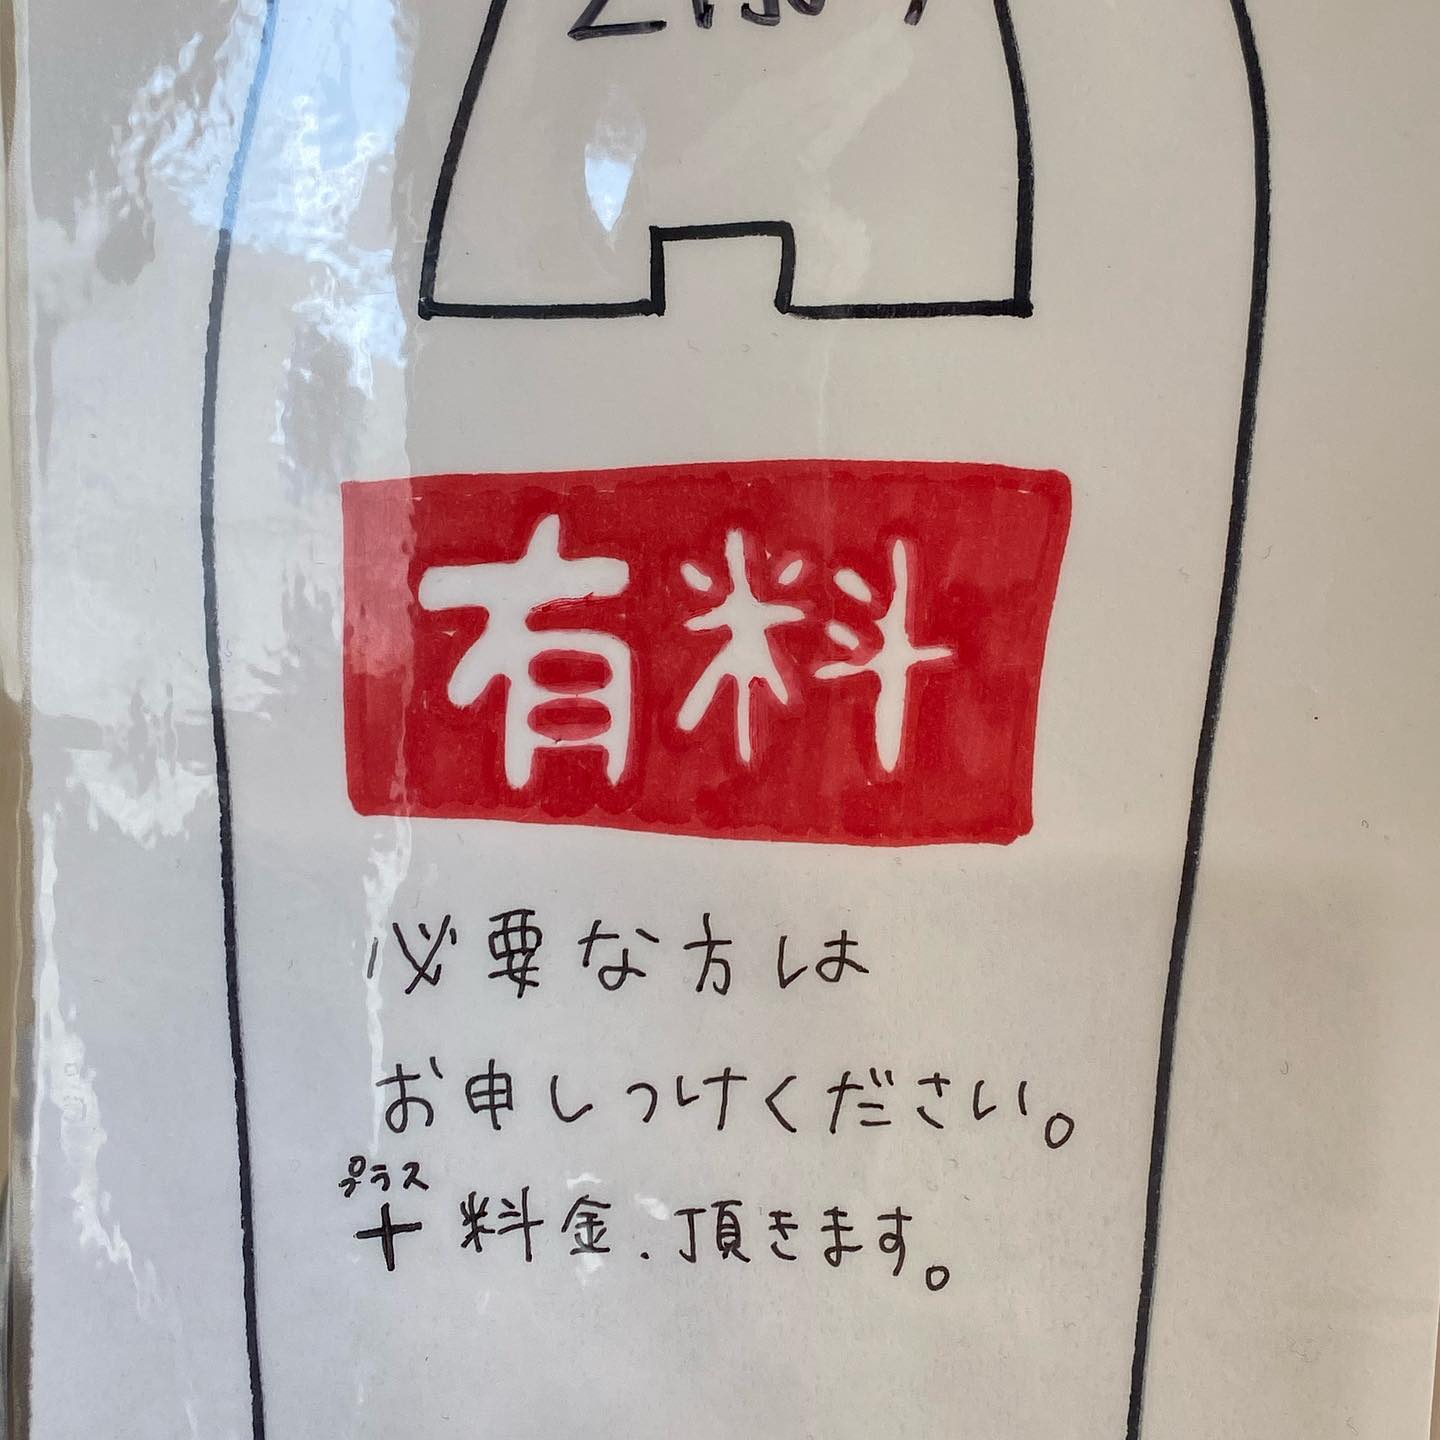 有料
必要な方は
お申しつけください。
プラス
＋料金.頂きます。